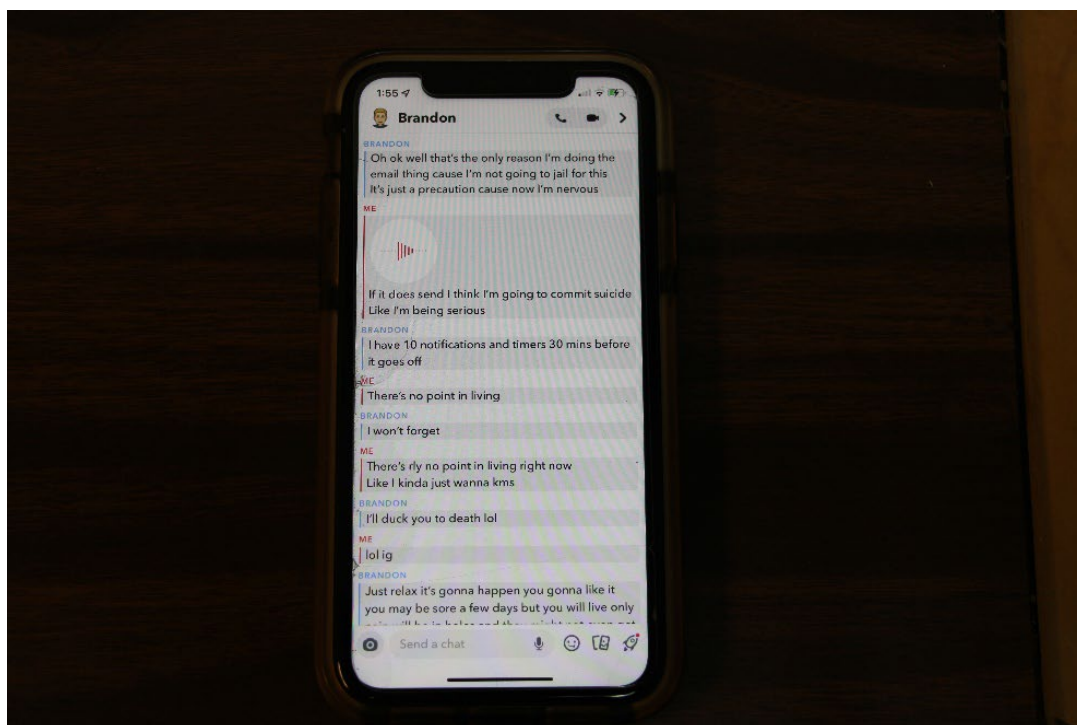 1:55
Brandon
BRANDON
Oh ok well that's the only reason I'm doing the
email thing cause I'm not going to jail for this
It's just a precaution cause now I'm nervous
ME
If it does send I think I'm going to commit suicide
Like I'm being serious
BRANDON
I have 10 notifications and timers 30 mins before
it goes off
ME
There's no point in living
BRANDON
I won't forget
ME
There's rly no point in living right now
Like I kinda just wanna kms
BRANDON
I'll duck you to death lol
ME
lol ig
BRANDON
Just relax it's gonna happen you gonna like it
you may be sore a few days but you will live only
Send a chat